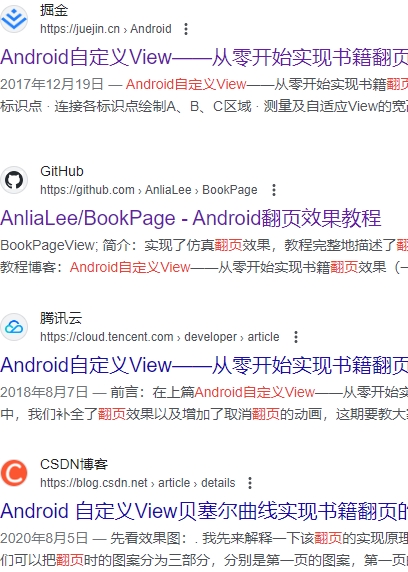 掘金
https://juejin.cn › Android
Android自定义View——从零开始实现书籍翻页
2017年12月19日 — Android自定义View——从零开始实现书籍翻
标识点 · 连接各标识点绘制A、B、C区域 · 测量及自适应View的宽高
GitHub
https://github.com › AnliaLee › BookPage
AnliaLee/BookPage - Android翻页效果教程
BookPageView; 简介：实现了仿真翻页效果，教程完整地描述了翻
教程博客：Android自定义View——从零开始实现书籍翻页效果（一
腾讯云
https://cloud.tencent.com › developer › article
Android自定义View——从零开始实现书籍翻页
2018年8月7日 — 前言：在上篇Android自定义View——从零开始实
中，我们补全了翻页效果以及增加了取消翻页的动画，这期要教大家
CSDN博客
https://blog.csdn.net › article › details
Android 自定义View贝塞尔曲线实现书籍翻页的
2020年8月5日 — 先看效果图：. 我先来解释一下该翻页的实现原理
们可以把翻页时的图案分为三部分，分别是第一页的图案，第一页